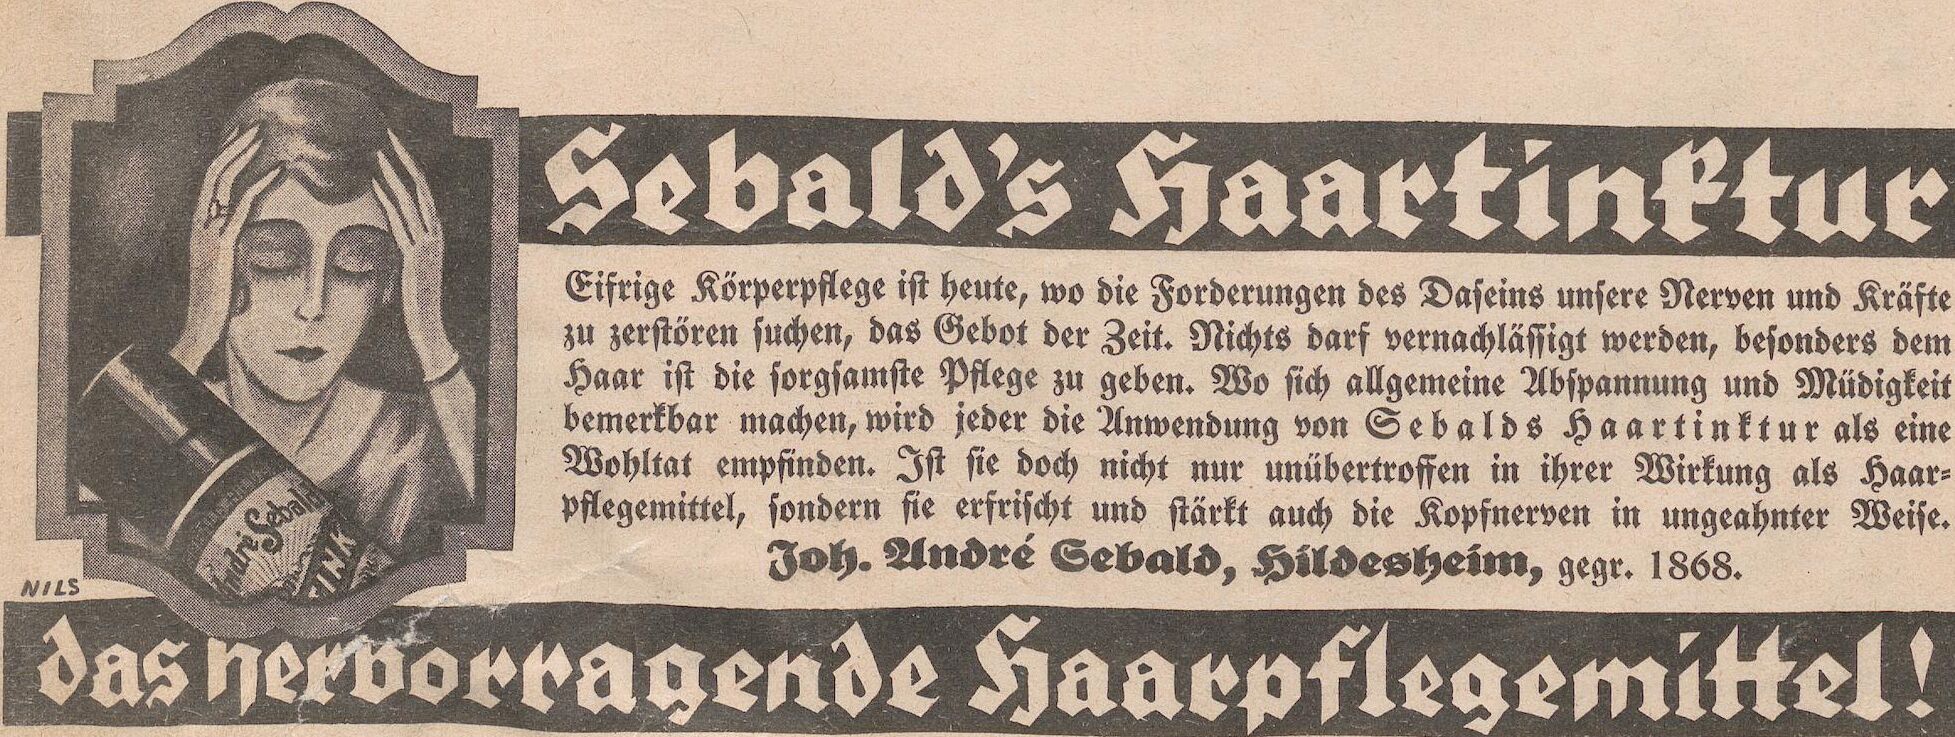 Sebald's Haartinktur
Eifrige Körperpflege ist heute, wo die Forderungen des Daseins unsere Nerven und Kräfte
zu zerstören suchen, das Gebot der Zeit. Nichts darf vernachlässigt werden, besonders dem
Haar ist die sorgsamste Pflege zu geben. Wo sich allgemeine Abspannung und Müdigkeit
bemerkbar machen, wird jeder die Anwendung von Sebalds Haartinktur als eine
Wohltat empfinden. Ist sie doch nicht nur unübertroffen in ihrer Wirkung als Haar-
pflegemittel, sondern sie erfrischt und stärkt auch die Kopfnerven in ungeahnter Weise.
Joh. André Sebald, Hildesheim, gegr. 1868.
André Sebald
NILS
das hervorragende Haarpflegemittel!